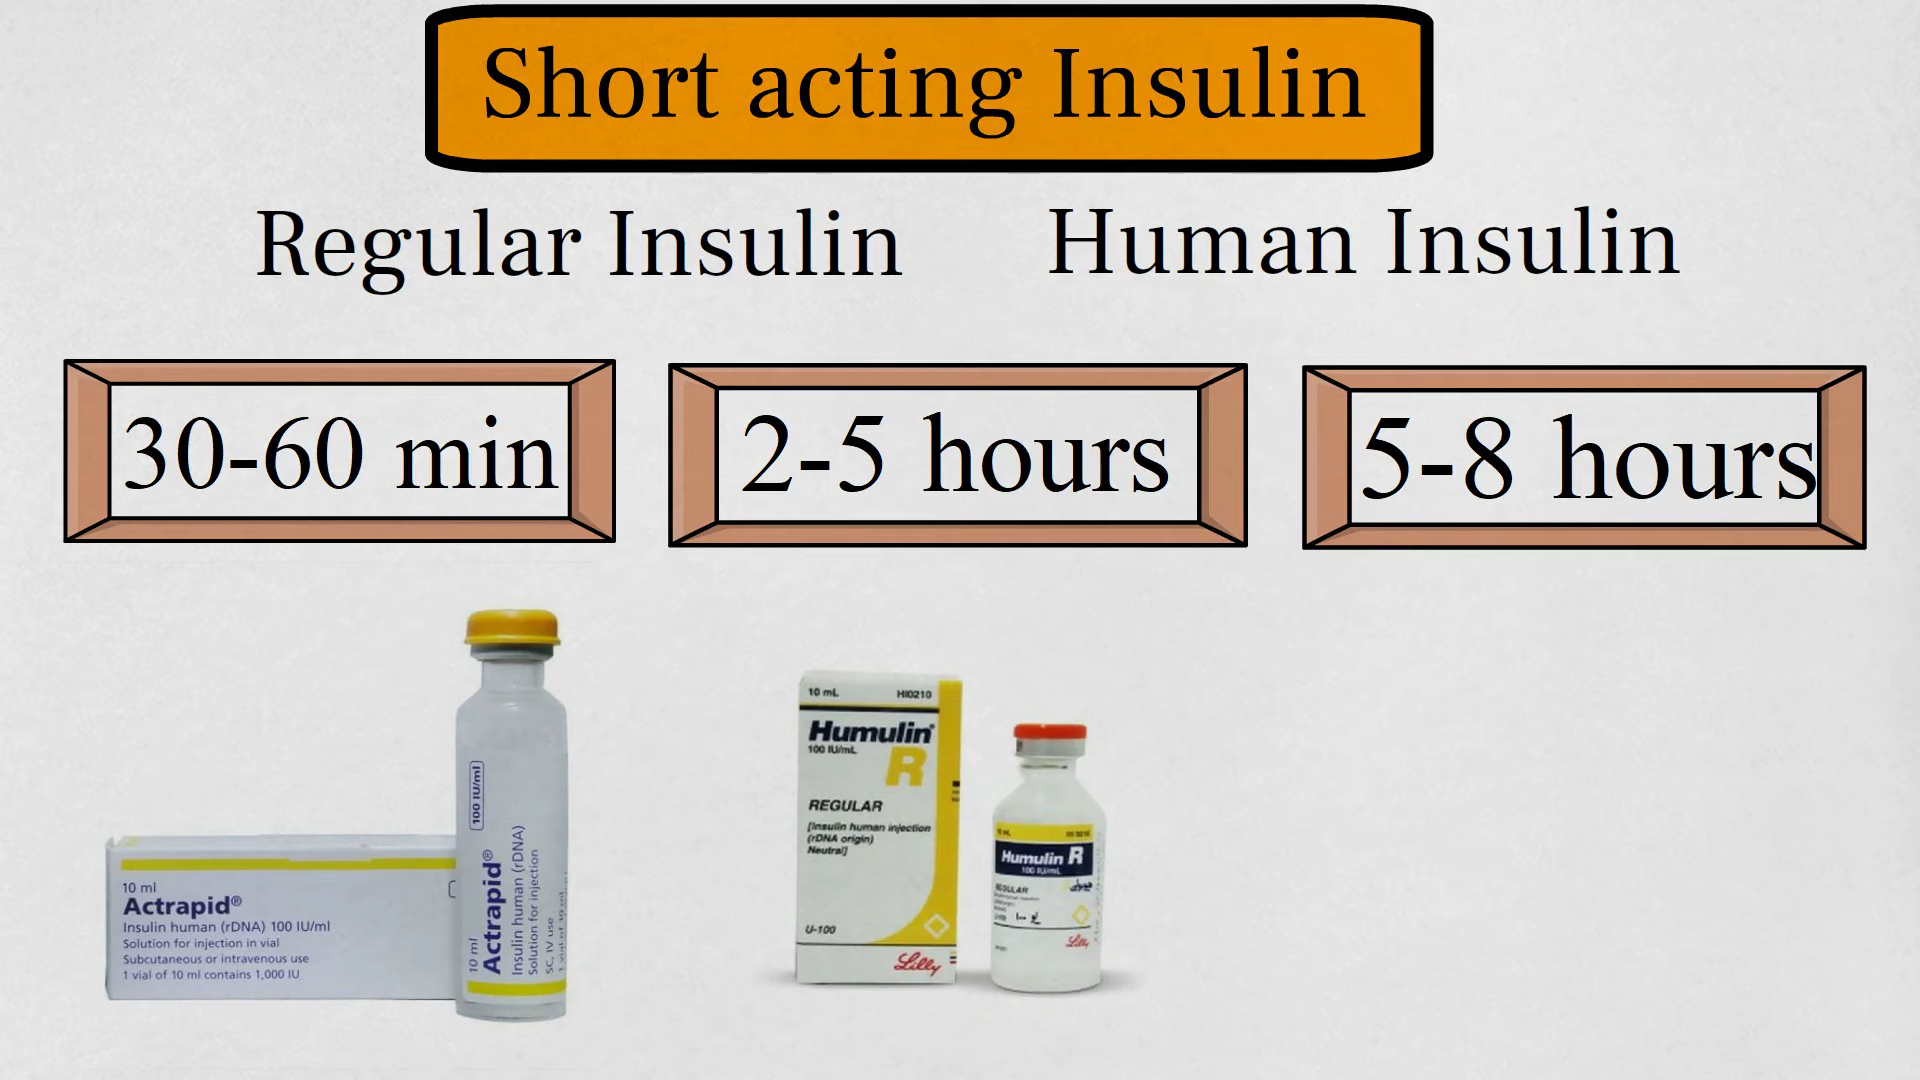 Short acting Insulin
Regular Insulin
Human Insulin
30-60 min
2-5 hours
5-8 hours
10 ml
Actrapid®
Insulin human (rDNA) 100 IU/ml
Solution for injection in vial
Subcutaneous or intravenous use
1 vial of 10 ml contains 1,000 IU
100 IU/ml
10 ml
Actrapid®
Insulin human (rDNA)
Solution for injection
SC, IV use
10 mL HI0210
Humulin®
100 IU/mL
R
REGULAR
[Insulin human injection
(rDNA origin)
Neutral]
U-100
Lilly
Humulin R
100 IU/mL
REGULAR
Lilly